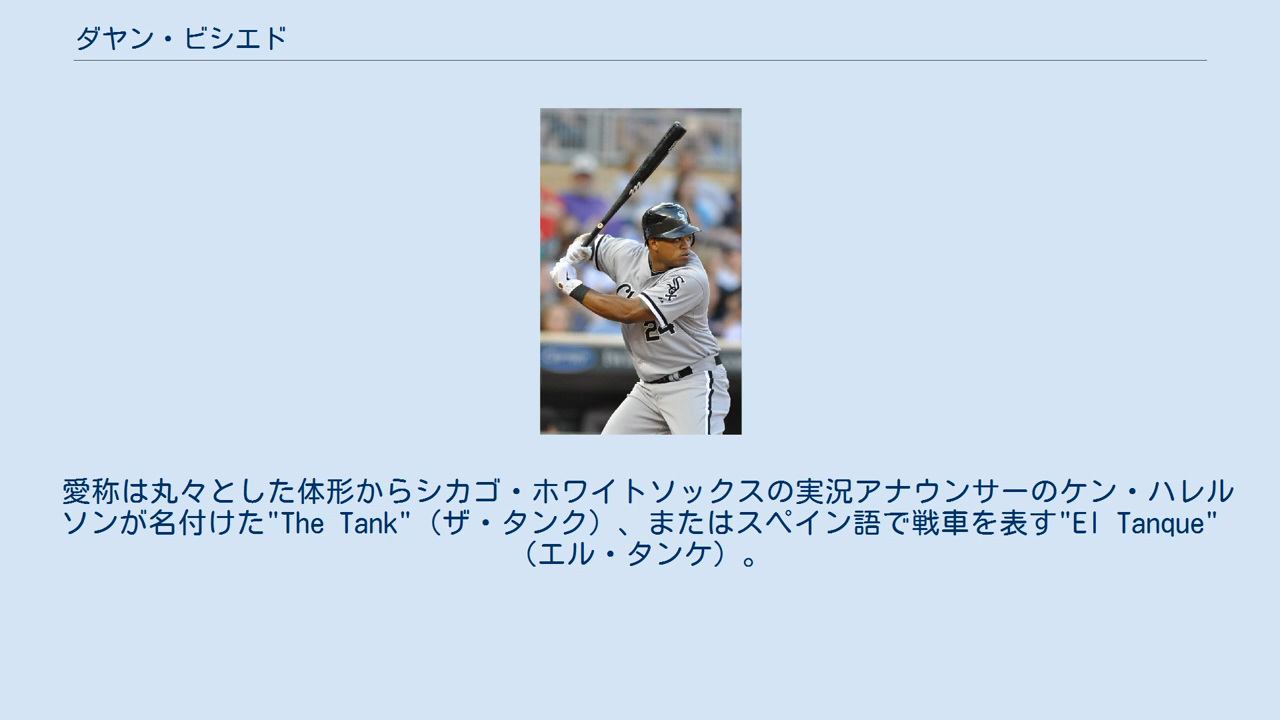 ダヤン・ビシエド
24
愛称は丸々とした体形からシカゴ・ホワイトソックスの実況アナウンサーのケン・ハレル
ソンが名付けた"The Tank"（ザ・タンク）、またはスペイン語で戦車を表す"El Tanque"
（エル・タンケ）。